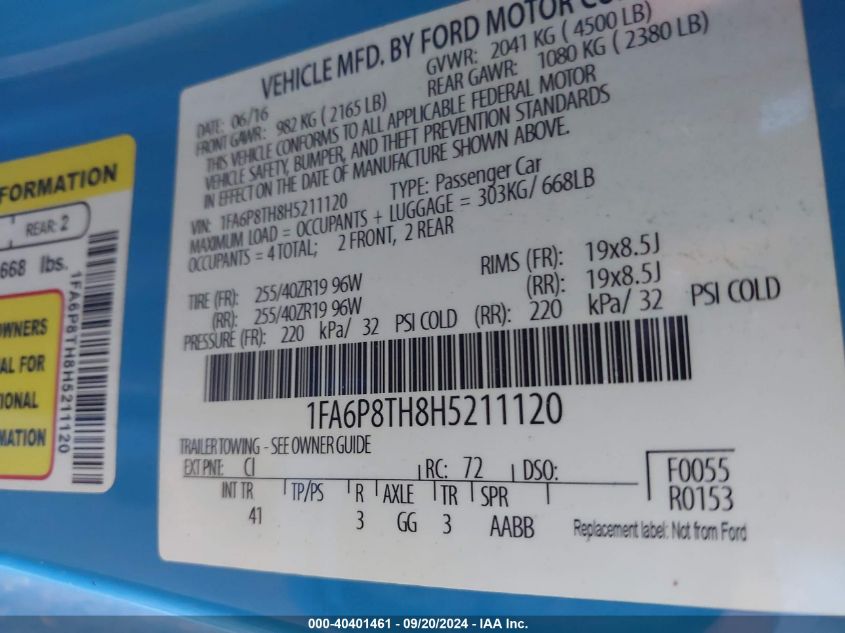 VEHICLE MFD. BY FORD MOTOR CO
DATE: 06/16
GVWR: 2041 KG ( 4500 LB)
FRONT GAWR: 982 KG ( 2165 LB)
REAR GAWR: 1080 KG ( 2380 LB)
THIS VEHICLE CONFORMS TO ALL APPLICABLE FEDERAL MOTOR
VEHICLE SAFETY, BUMPER, AND THEFT PREVENTION STANDARDS
IN EFFECT ON THE DATE OF MANUFACTURE SHOWN ABOVE.
VIN: 1FA6P8TH8H5211120
TYPE: Passenger Car
MAXIMUM LOAD = OCCUPANTS + LUGGAGE = 303KG/ 668LB
OCCUPANTS = 4 TOTAL; 2 FRONT, 2 REAR
TIRE (FR): 255/40ZR19 96W RIMS (FR): 19x8.5J
(RR): 255/40ZR19 96W (RR): 19x8.5J
PRESSURE (FR): 220 kPa/ 32 PSI COLD (RR): 220 kPa/ 32 PSI COLD
1FA6P8TH8H5211120
TRAILER TOWING - SEE OWNER GUIDE
EXT PNT: CI RC: 72 DSO: F0055
R0153
INT TR TP/PS R AXLE TR SPR
41 3 GG 3 AABB
Replacement label: Not from Ford
FORMATION
REAR: 2
668 lbs.
1FA6P8TH8H5211120
OWNERS
AL FOR
TIONAL
MATION
000-40401461 - 09/20/2024 - IAA Inc.